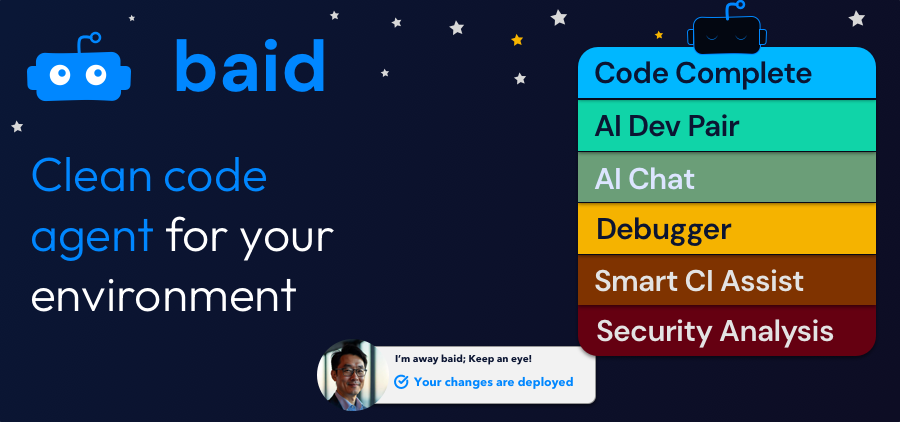 baid
Clean code
agent for your
environment
Code Complete
AI Dev Pair
AI Chat
Debugger
Smart CI Assist
Security Analysis
I'm away baid; Keep an eye!
Your changes are deployed